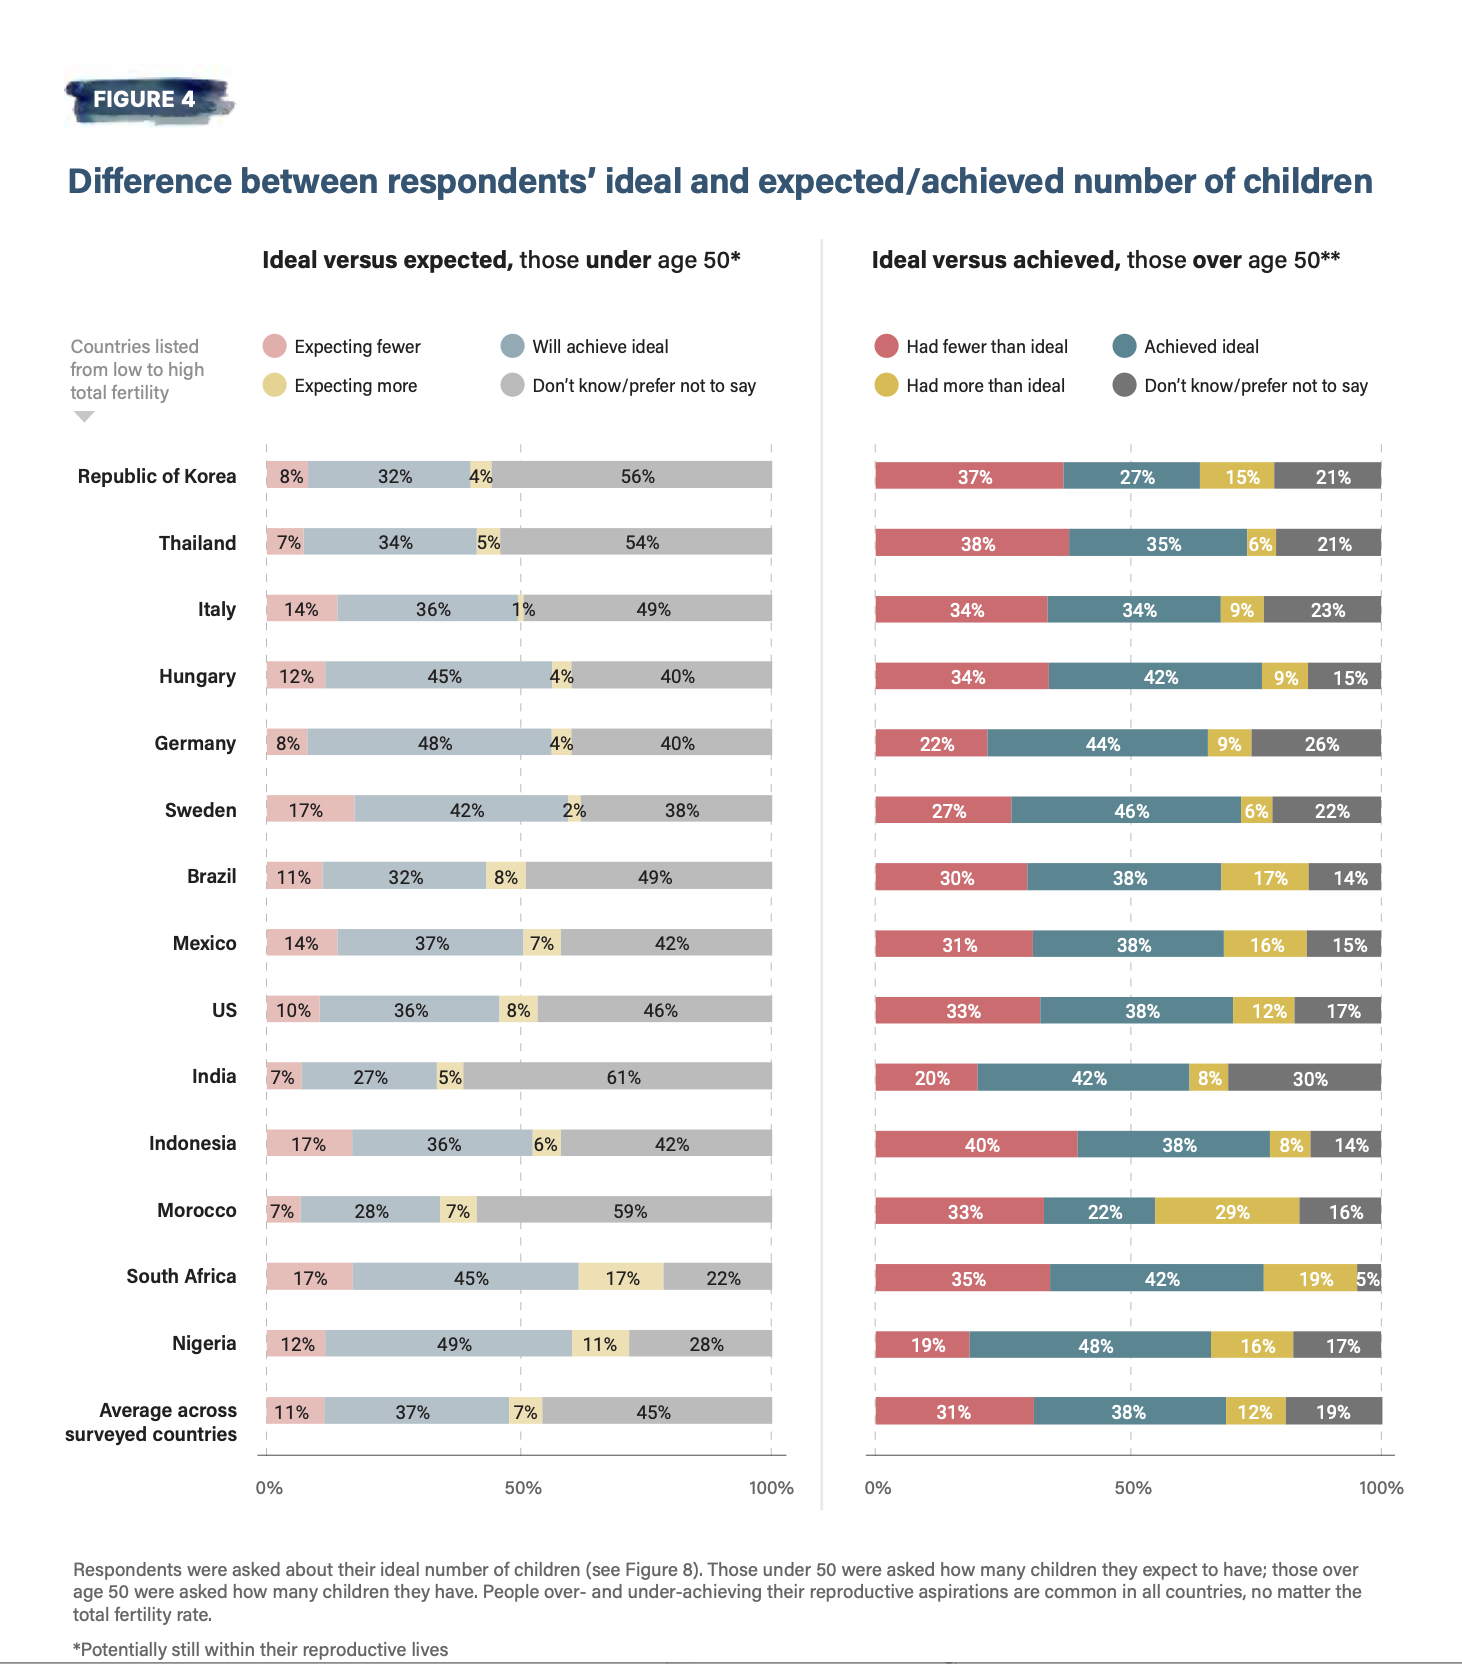 FIGURE 4
Difference between respondents’ ideal and expected/achieved number of children
Ideal versus expected, those under age 50*
Countries listed
from low to high
total fertility
Expecting fewer
Will achieve ideal
Expecting more
Don’t know/prefer not to say
Ideal versus achieved, those over age 50**
Had fewer than ideal
Achieved ideal
Had more than ideal
Don’t know/prefer not to say
Republic of Korea 8% 32% 4% 56% 37% 27% 15% 21%
Thailand 7% 34% 5% 54% 38% 35% 6% 21%
Italy 14% 36% 1% 49% 34% 34% 9% 23%
Hungary 12% 45% 4% 40% 34% 42% 9% 15%
Germany 8% 48% 4% 40% 22% 44% 9% 26%
Sweden 17% 42% 2% 38% 27% 46% 6% 22%
Brazil 11% 32% 8% 49% 30% 38% 17% 14%
Mexico 14% 37% 7% 42% 31% 38% 16% 15%
US 10% 36% 8% 46% 33% 38% 12% 17%
India 7% 27% 5% 61% 20% 42% 8% 30%
Indonesia 17% 36% 6% 42% 40% 38% 8% 14%
Morocco 7% 28% 7% 59% 33% 22% 29% 16%
South Africa 17% 45% 17% 22% 35% 42% 19% 5%
Nigeria 12% 49% 11% 28% 19% 48% 16% 17%
Average across
surveyed countries 11% 37% 7% 45% 31% 38% 12% 19%
0% 50% 100% 0% 50% 100%
Respondents were asked about their ideal number of children (see Figure 8). Those under 50 were asked how many children they expect to have; those over
age 50 were asked how many children they have. People over- and under-achieving their reproductive aspirations are common in all countries, no matter the
total fertility rate.
*Potentially still within their reproductive lives